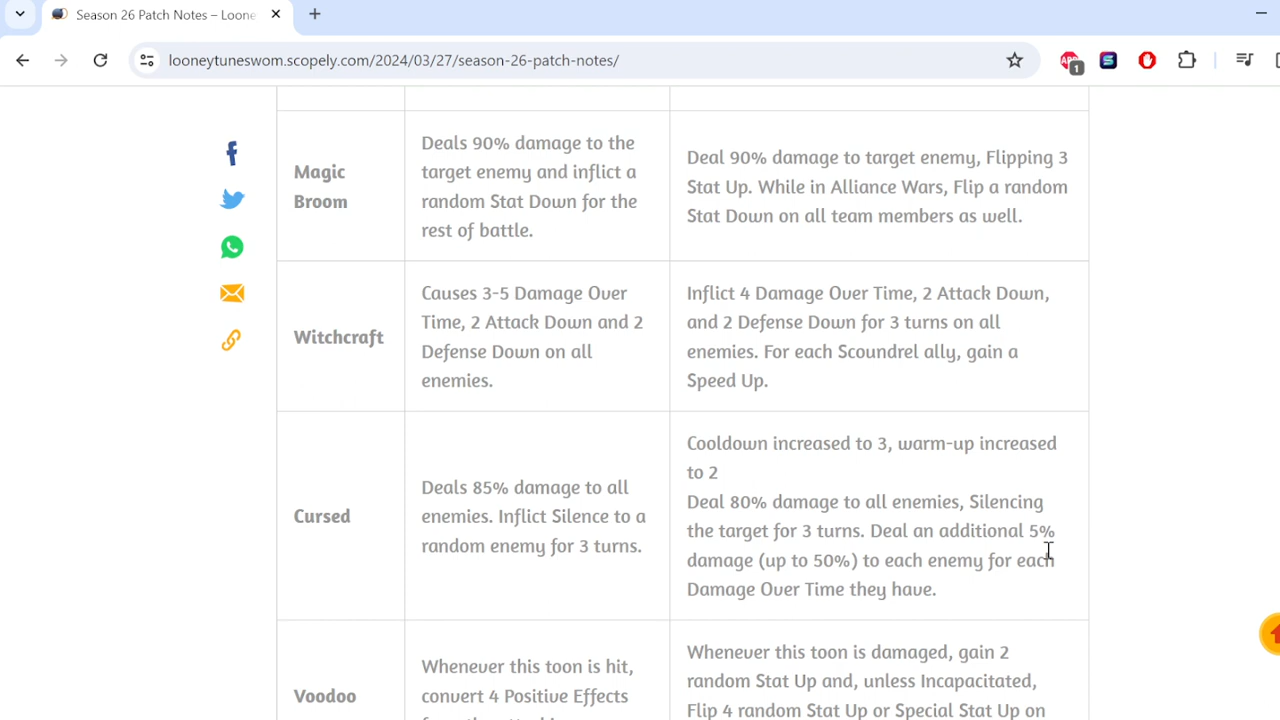 Season 26 Patch Notes – Loone
looneytuneswom.scopely.com/2024/03/27/season-26-patch-notes/
1
Magic
Broom
Deals 90% damage to the
target enemy and inflict a
random Stat Down for the
rest of battle.
Deal 90% damage to target enemy, Flipping 3
Stat Up. While in Alliance Wars, Flip a random
Stat Down on all team members as well.
Witchcraft
Causes 3-5 Damage Over
Time, 2 Attack Down and 2
Defense Down on all
enemies.
Inflict 4 Damage Over Time, 2 Attack Down,
and 2 Defense Down for 3 turns on all
enemies. For each Scoundrel ally, gain a
Speed Up.
Cursed
Deals 85% damage to all
enemies. Inflict Silence to a
random enemy for 3 turns.
Cooldown increased to 3, warm-up increased
to 2
Deal 80% damage to all enemies, Silencing
the target for 3 turns. Deal an additional 5%
damage (up to 50%) to each enemy for each
Damage Over Time they have.
Voodoo
Whenever this toon is hit,
convert 4 Positive Effects
Whenever this toon is damaged, gain 2
random Stat Up and, unless Incapacitated,
Flip 4 random Stat Up or Special Stat Up on